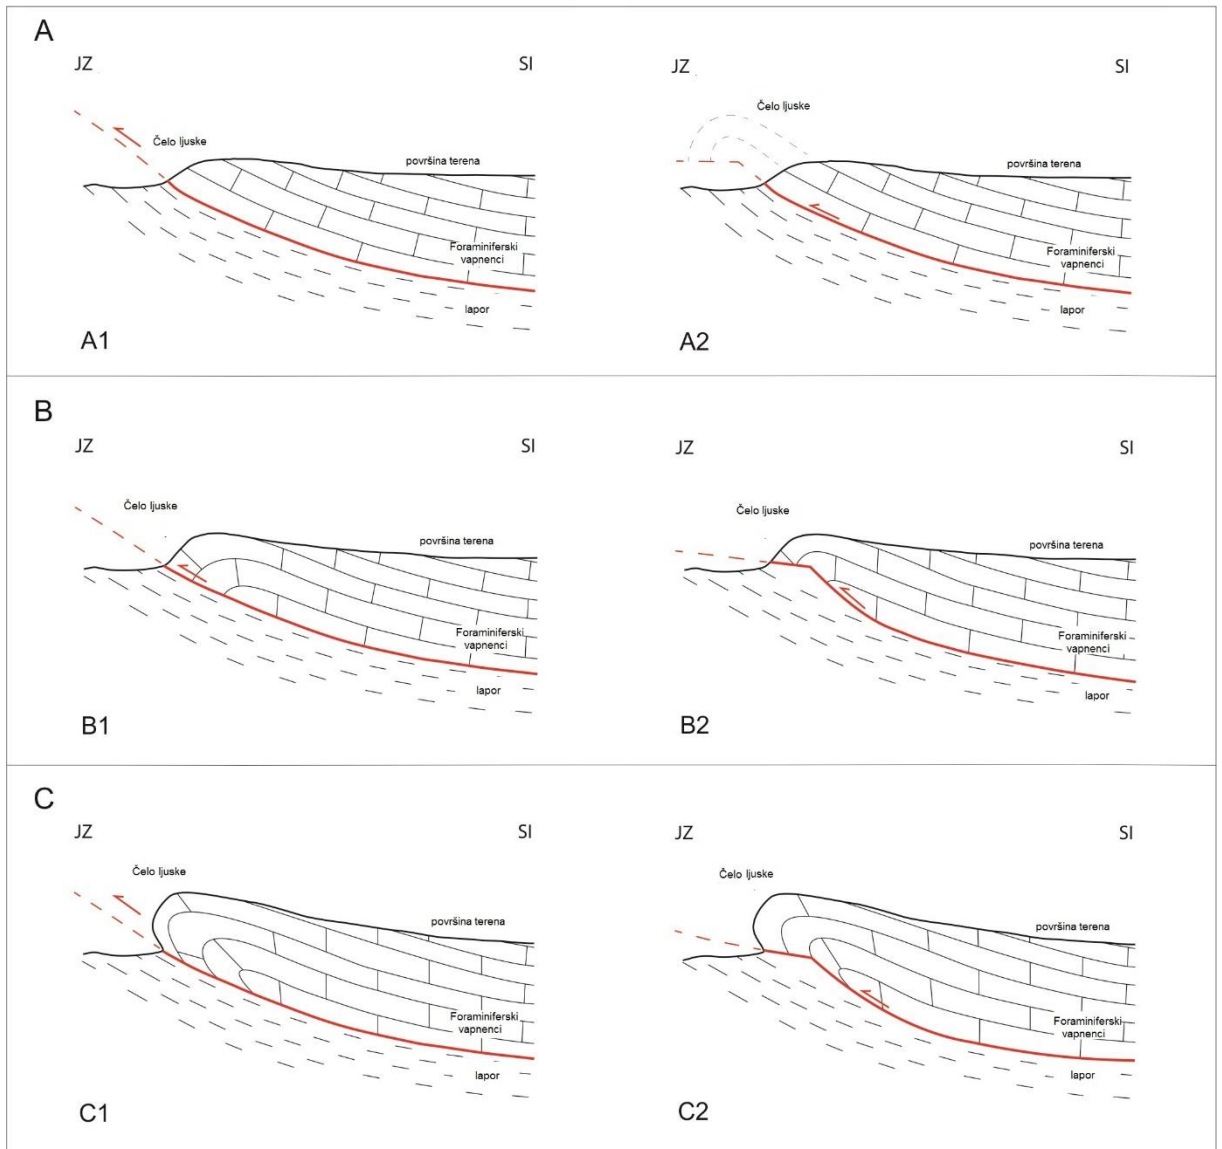 A
JZ
SI
Čelo ljuske
površina terena
Foraminiferski
vapnenci
lapor
A1
JZ
SI
Čelo ljuske
površina terena
Foraminiferski
vapnenci
lapor
A2
B
JZ
SI
Čelo ljuske
površina terena
Foraminiferski
vapnenci
lapor
B1
JZ
SI
Čelo ljuske
površina terena
Foraminiferski
vapnenci
lapor
B2
C
JZ
SI
Čelo ljuske
površina terena
Foraminiferski
vapnenci
lapor
C1
JZ
SI
Čelo ljuske
površina terena
Foraminiferski
vapnenci
lapor
C2